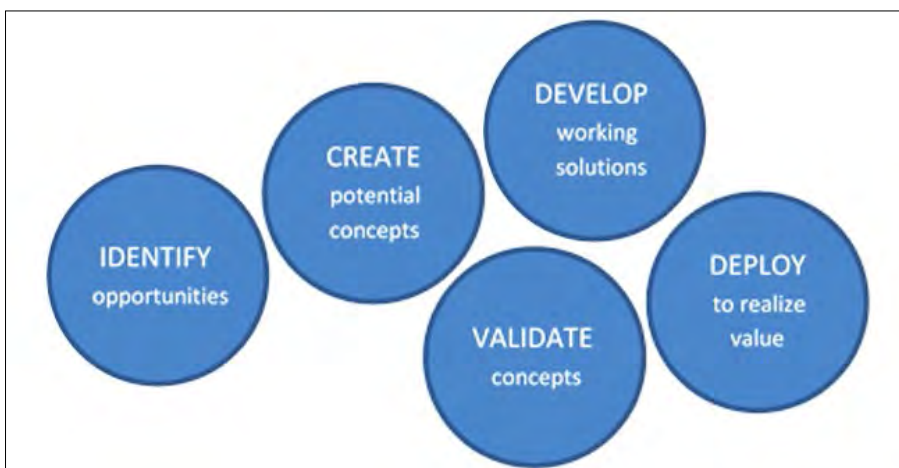 IDENTIFY
opportunities
CREATE
potential
concepts
VALIDATE
concepts
DEVELOP
working
solutions
DEPLOY
to realize
value